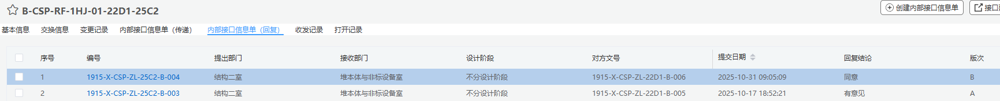 B-CSP-RF-1HJ-01-22D1-25C2
创建内部接口信息单
基本信息 交换信息 变更记录 内部接口信息单（传递） 内部接口信息单（回复） 收发记录 打开记录
序号 编号 提出部门 接收部门 设计阶段 对方文号 提交日期 回复结论 版次
1 1915-X-CSP-ZL-25C2-B-004 结构二室 堆本体与非标设备室 不分设计阶段 1915-X-CSP-ZL-22D1-B-006 2025-10-31 09:05:09 同意 B
2 1915-X-CSP-ZL-25C2-B-003 结构二室 堆本体与非标设备室 不分设计阶段 1915-X-CSP-ZL-22D1-B-005 2025-10-17 18:52:21 有意见 A